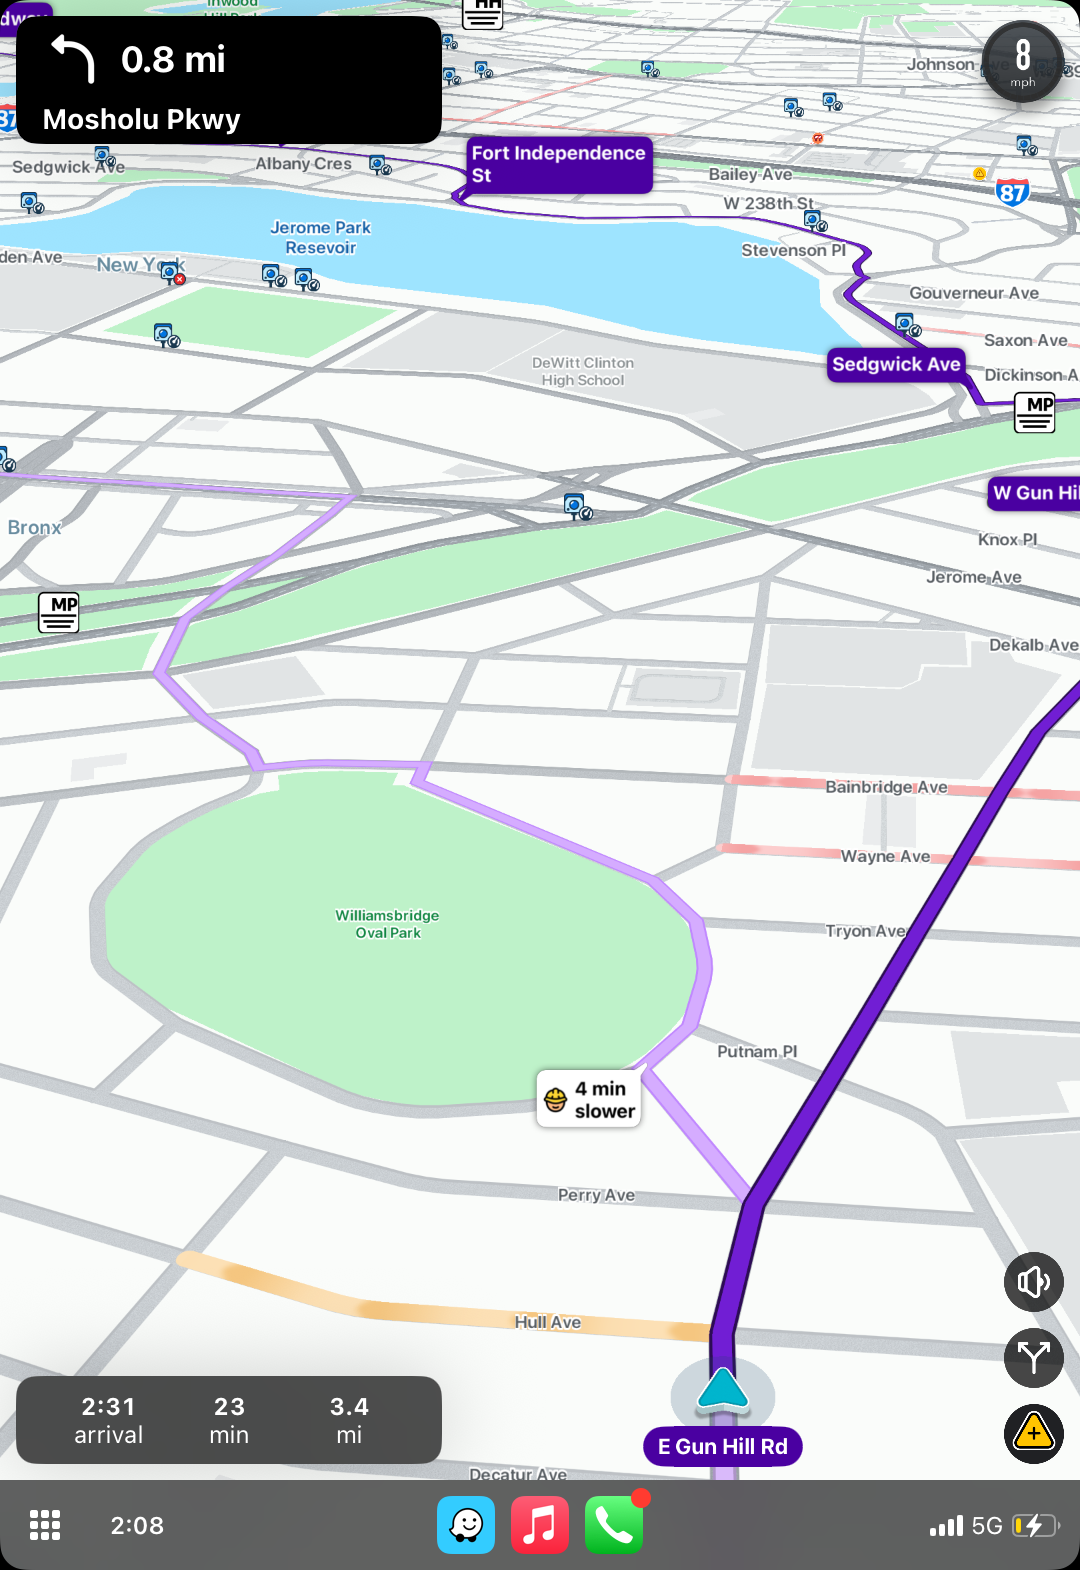 Inwood
Hill Park
dway
HH
0.8 mi
Mosholu Pkwy
8
mph
Johnson Ave
87
Sedgwick Ave
Albany Cres
Fort Independence
St
Bailey Ave
87
W 238th St
Jerome Park
Resevoir
Stevenson Pl
den Ave
New York
Gouverneur Ave
Saxon Ave
DeWitt Clinton
High School
Sedgwick Ave
Dickinson A
MP
W Gun Hil
Bronx
Knox Pl
Jerome Ave
MP
Dekalb Ave
Bainbridge Ave
Wayne Ave
Williamsbridge
Oval Park
Tryon Ave
Putnam Pl
4 min
slower
Perry Ave
Hull Ave
2:31
arrival
23
min
3.4
mi
E Gun Hill Rd
Decatur Ave
2:08
5G